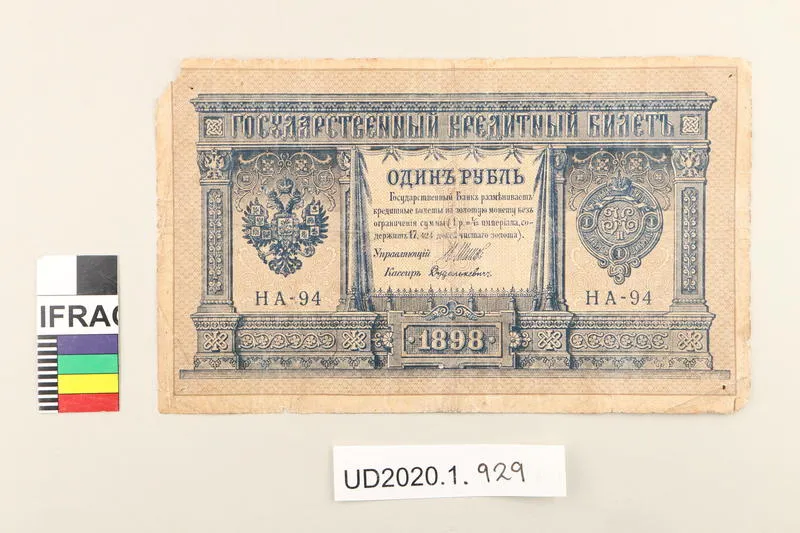 ГОСУДАРСТВЕННЫЙ КРЕДИТНЫЙ БИЛЕТЪ
ОДИНЪ РУБЛЬ
Государственный Банкъ размѣниваетъ
кредитные билеты на золотую монету безъ
ограниченія суммы (1 р.= 1/15 имперіала, со-
держитъ 17,424 долей чистаго золота).
Управляющій
Кассиръ
НА-94
НА-94
1898
IFRAO
UD2020.1.929